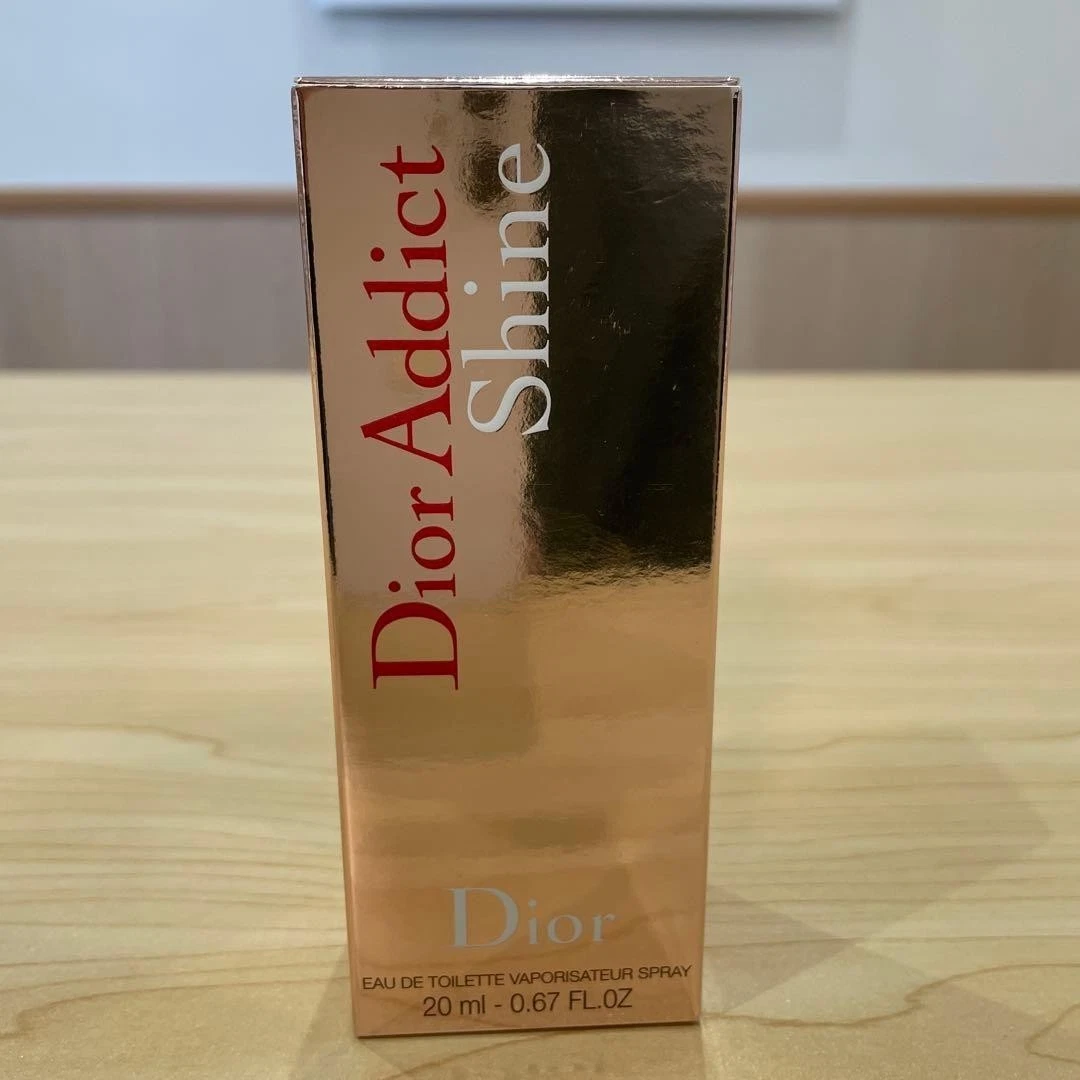 Dior Addict
Shine
Dior
EAU DE TOILETTE VAPORISATEUR SPRAY
20 ml - 0.67 FL.OZ